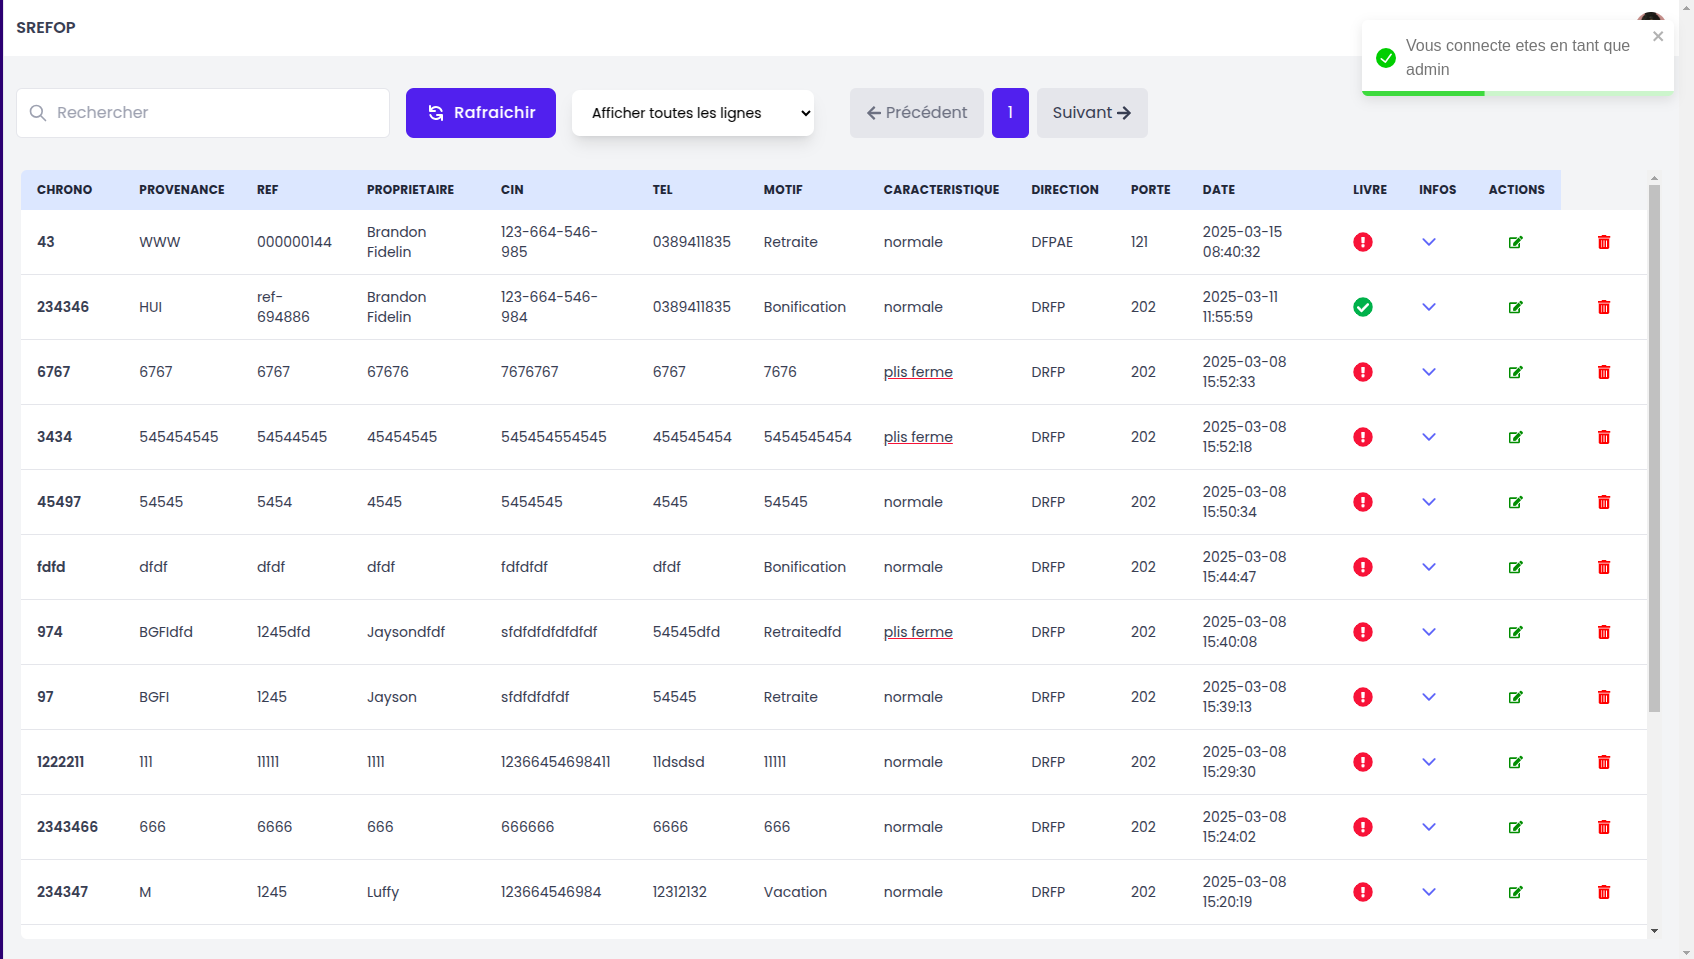 SREFOP
Vous connecte etes en tant que
admin
Rechercher
Rafraichir
Afficher toutes les lignes
Précédent
1
Suivant
CHRONO PROVENANCE REF PROPRIETAIRE CIN TEL MOTIF CARACTERISTIQUE DIRECTION PORTE DATE LIVRE INFOS ACTIONS
43 WWW 000000144 Brandon Fidelin 123-664-546-985 0389411835 Retraite normale DFPAE 121 2025-03-15 08:40:32
234346 HUI ref-694886 Brandon Fidelin 123-664-546-984 0389411835 Bonification normale DRFP 202 2025-03-11 11:55:59
6767 6767 6767 67676 7676767 6767 7676 plis ferme DRFP 202 2025-03-08 15:52:33
3434 545454545 54544545 45454545 545454554545 454545454 5454545454 plis ferme DRFP 202 2025-03-08 15:52:18
45497 54545 5454 4545 5454545 4545 54545 normale DRFP 202 2025-03-08 15:50:34
fdfd dfdf dfdf dfdf fdfdfdf dfdf Bonification normale DRFP 202 2025-03-08 15:44:47
974 BGFIdfd 1245dfd Jaysondfdf sfdfdfdfdfdf 54545dfd Retraitedfd plis ferme DRFP 202 2025-03-08 15:40:08
97 BGFI 1245 Jayson sfdfdfdfdf 54545 Retraite normale DRFP 202 2025-03-08 15:39:13
1222211 111 11111 1111 12366454698411 11dsdsd 11111 normale DRFP 202 2025-03-08 15:29:30
2343466 666 6666 666 666666 6666 666 normale DRFP 202 2025-03-08 15:24:02
234347 M 1245 Luffy 123664546984 12312132 Vacation normale DRFP 202 2025-03-08 15:20:19